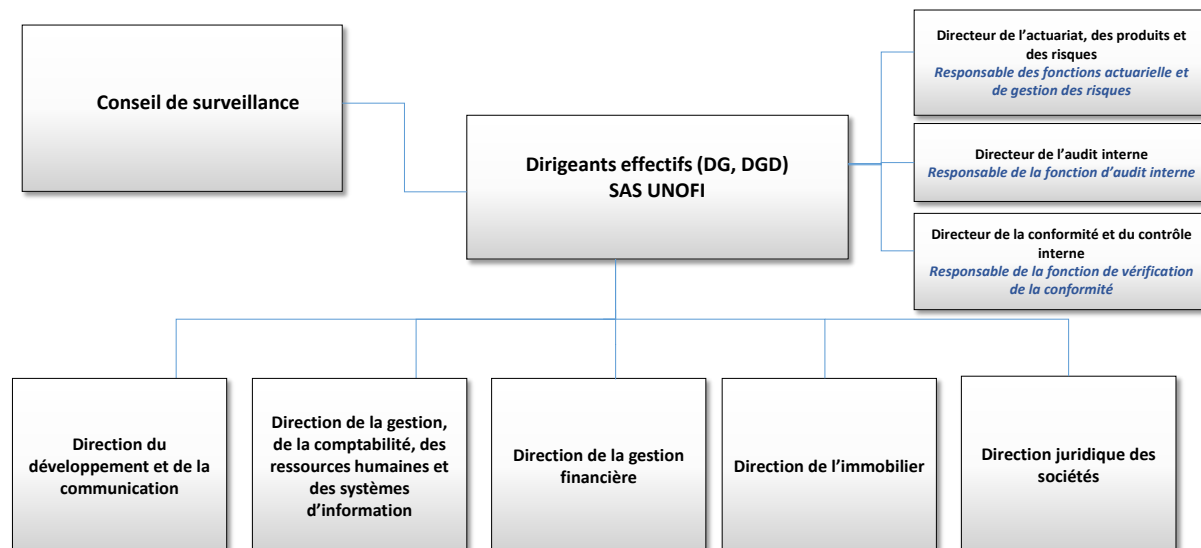 Conseil de surveillance
Dirigeants effectifs (DG, DGD)
SAS UNOFI
Directeur de l’actuariat, des produits et
des risques
Responsable des fonctions actuarielle et
de gestion des risques
Directeur de l’audit interne
Responsable de la fonction d’audit interne
Directeur de la conformité et du contrôle
interne
Responsable de la fonction de vérification
de la conformité
Direction du
développement et de la
communication
Direction de la gestion,
de la comptabilité, des
ressources humaines et
des systèmes
d’information
Direction de la gestion
financière
Direction de l’immobilier
Direction juridique des
sociétés